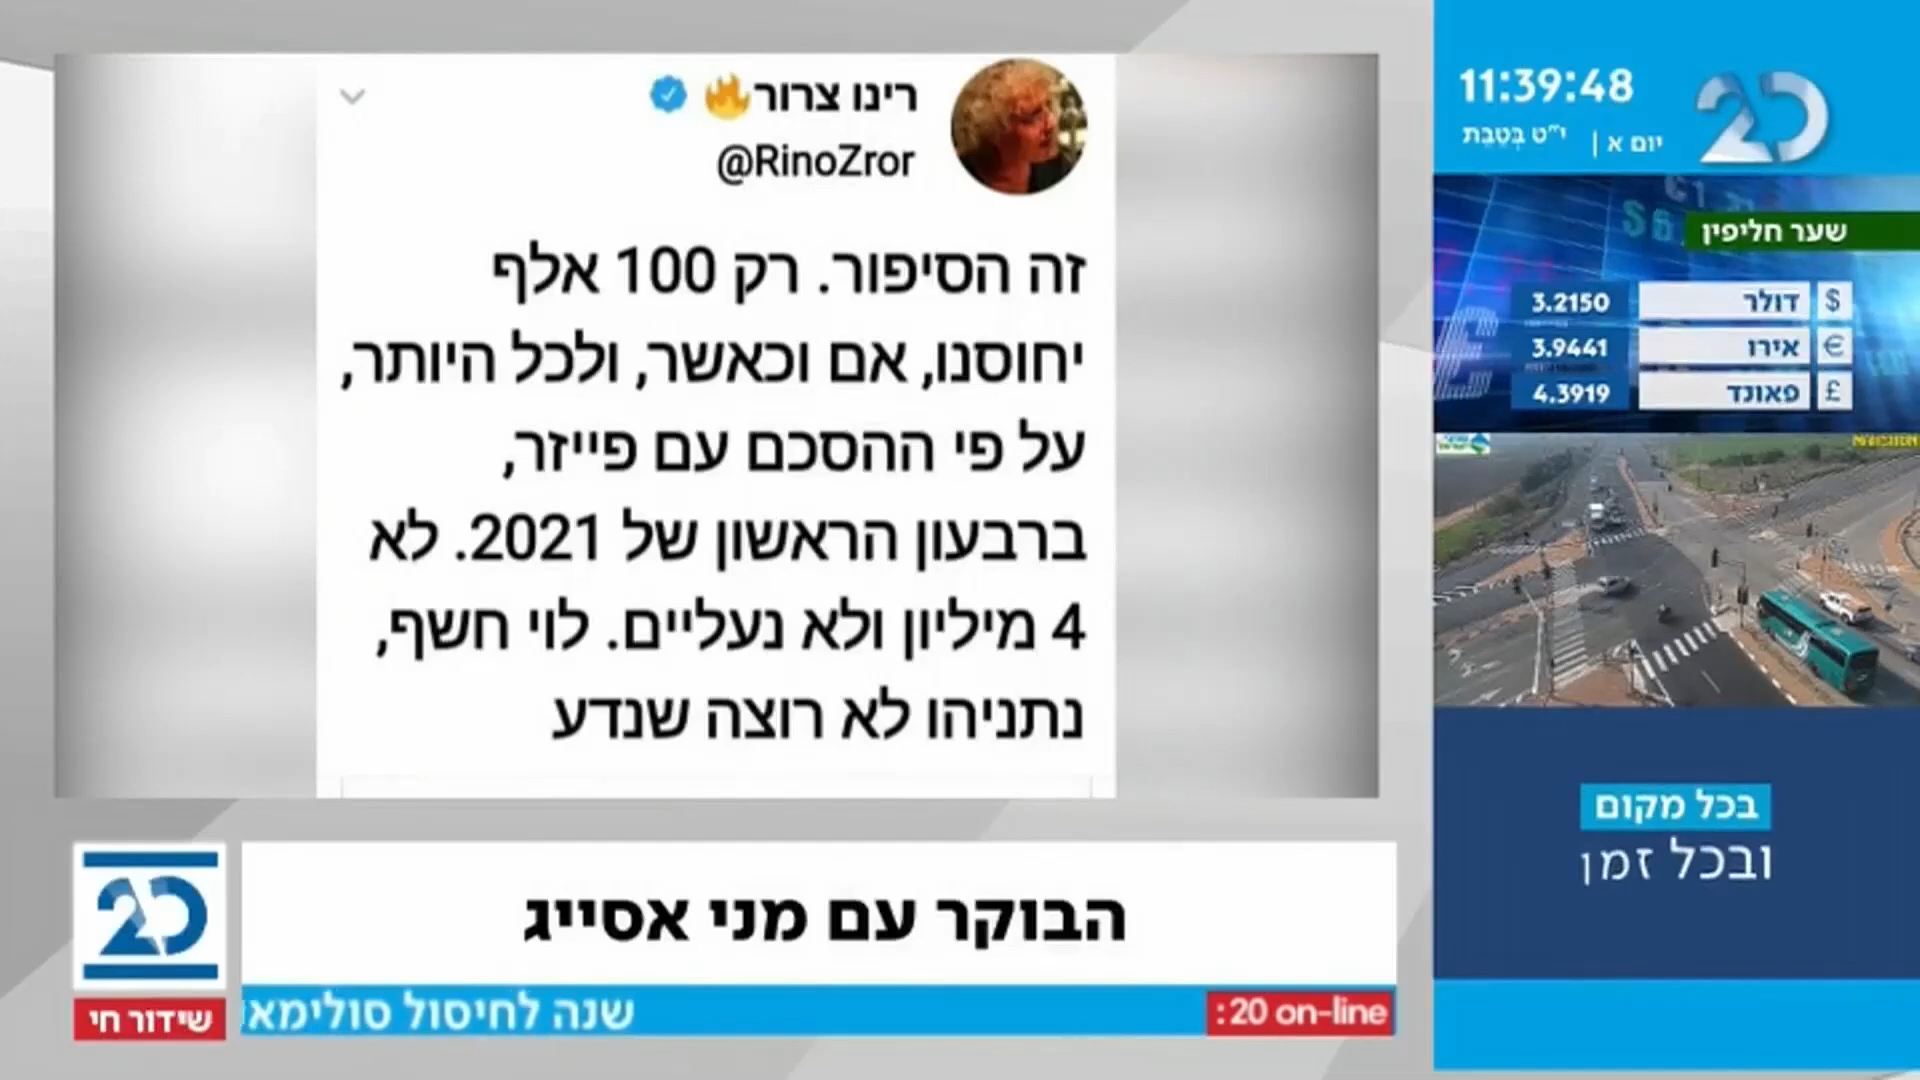 רינו צרור
@RinoZror
זה הסיפור. רק 100 אלף
יחוסנו, אם וכאשר, ולכל היותר,
על פי ההסכם עם פייזר,
ברבעון הראשון של 2021. לא
4 מיליון ולא נעליים. לוי חשף,
נתניהו לא רוצה שנדע
20
הבוקר עם מני אסייג
שידור חי
20 on-line:
שנה לחיסול סולימא
11:39:48
יום א | י"ט בְּטֵבֵת
20
שער חליפין
$ דולר 3.2150
€ אירו 3.9441
£ פאונד 4.3919
בכל מקום
ובכל זמן